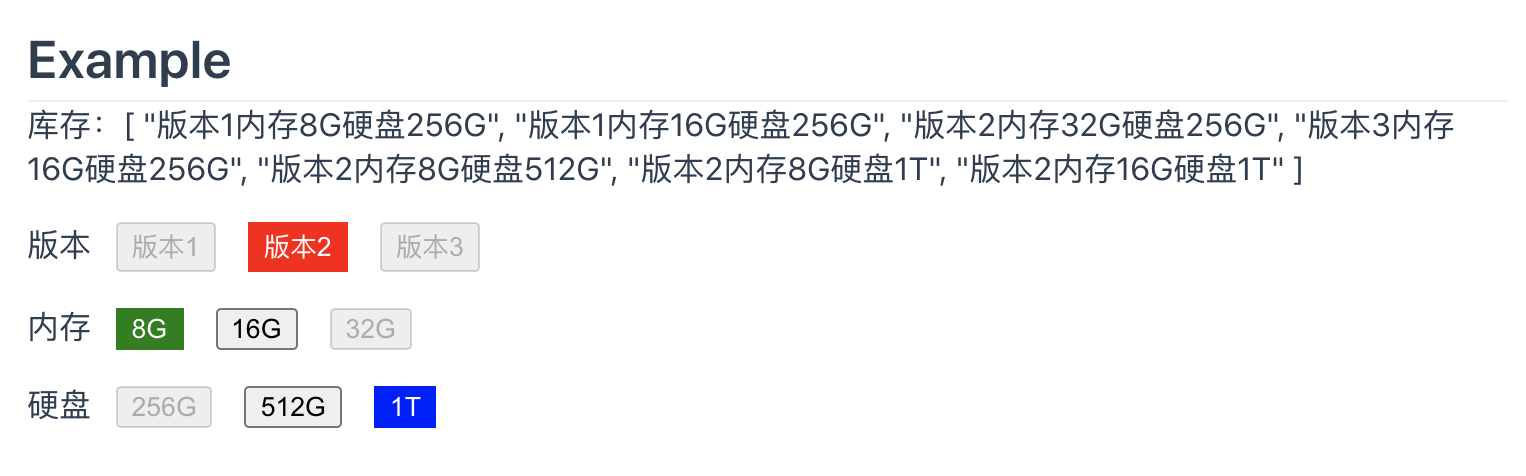 Example
库存：[ "版本1内存8G硬盘256G", "版本1内存16G硬盘256G", "版本2内存32G硬盘256G", "版本3内存
16G硬盘256G", "版本2内存8G硬盘512G", "版本2内存8G硬盘1T", "版本2内存16G硬盘1T" ]
版本 版本1 版本2 版本3
内存 8G 16G 32G
硬盘 256G 512G 1T